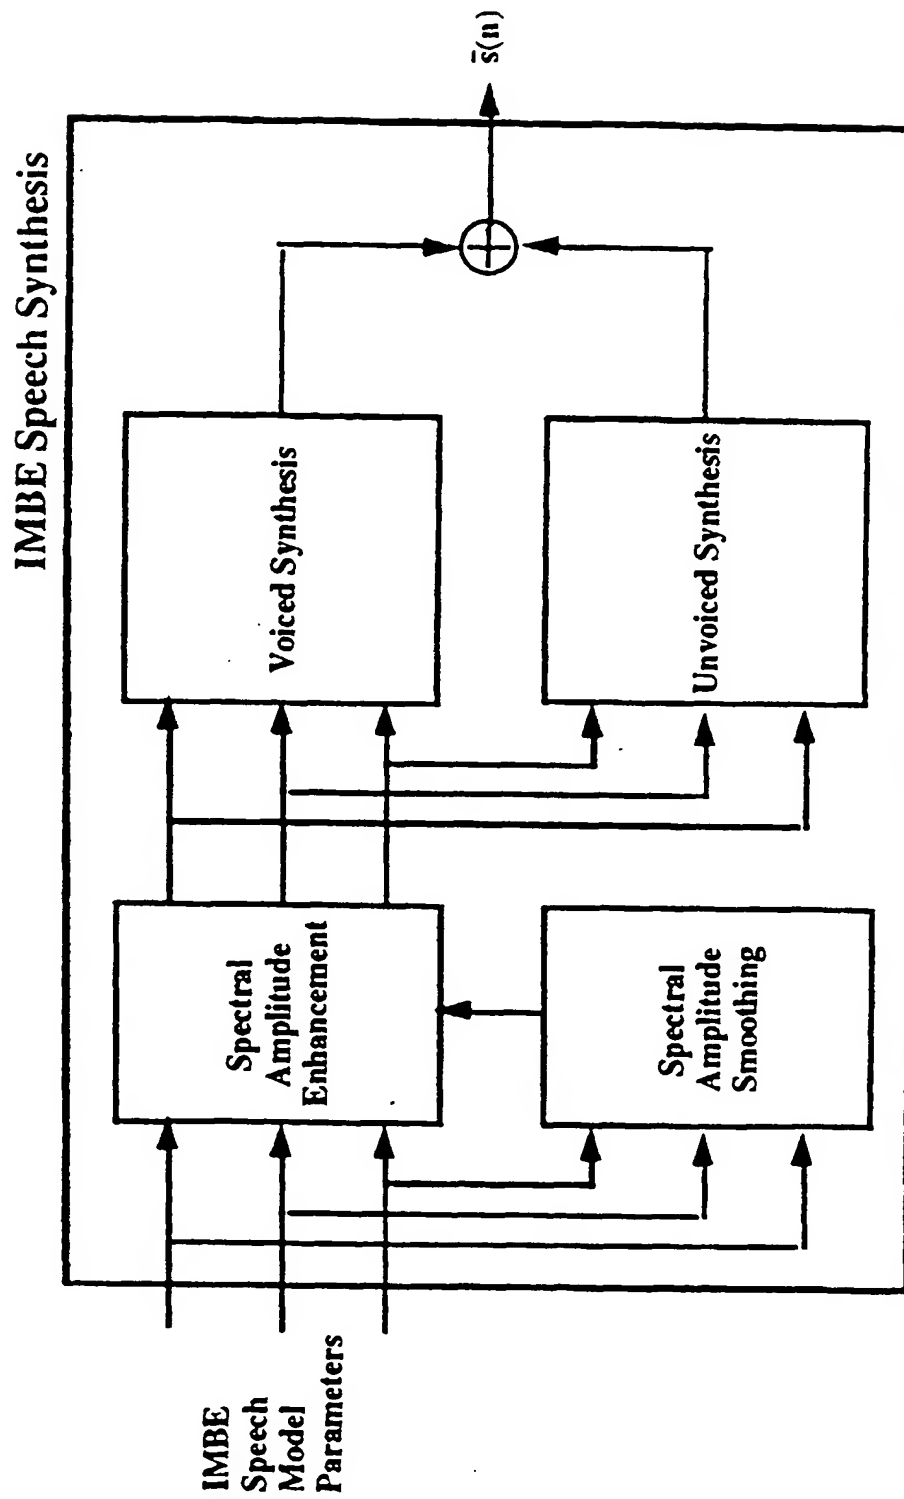 IMBE Speech Synthesis
IMBE
Speech
Model
Parameters
Spectral
Amplitude
Enhancement
Spectral
Amplitude
Smoothing
Voiced Synthesis
Unvoiced Synthesis
s̄(n)